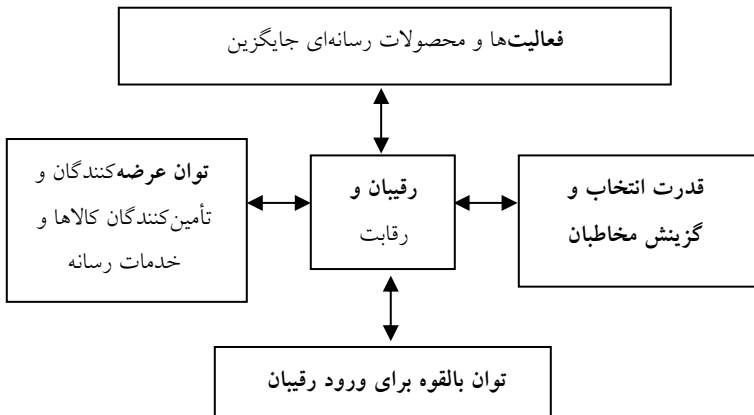 فعالیت‌ها و محصولات رسانه‌ای جایگزین
قدرت انتخاب و
گزینش مخاطبان
رقیبان و
رقابت
توان عرضه‌کنندگان و
تأمین‌کنندگان کالاها و
خدمات رسانه
توان بالقوه برای ورود رقیبان